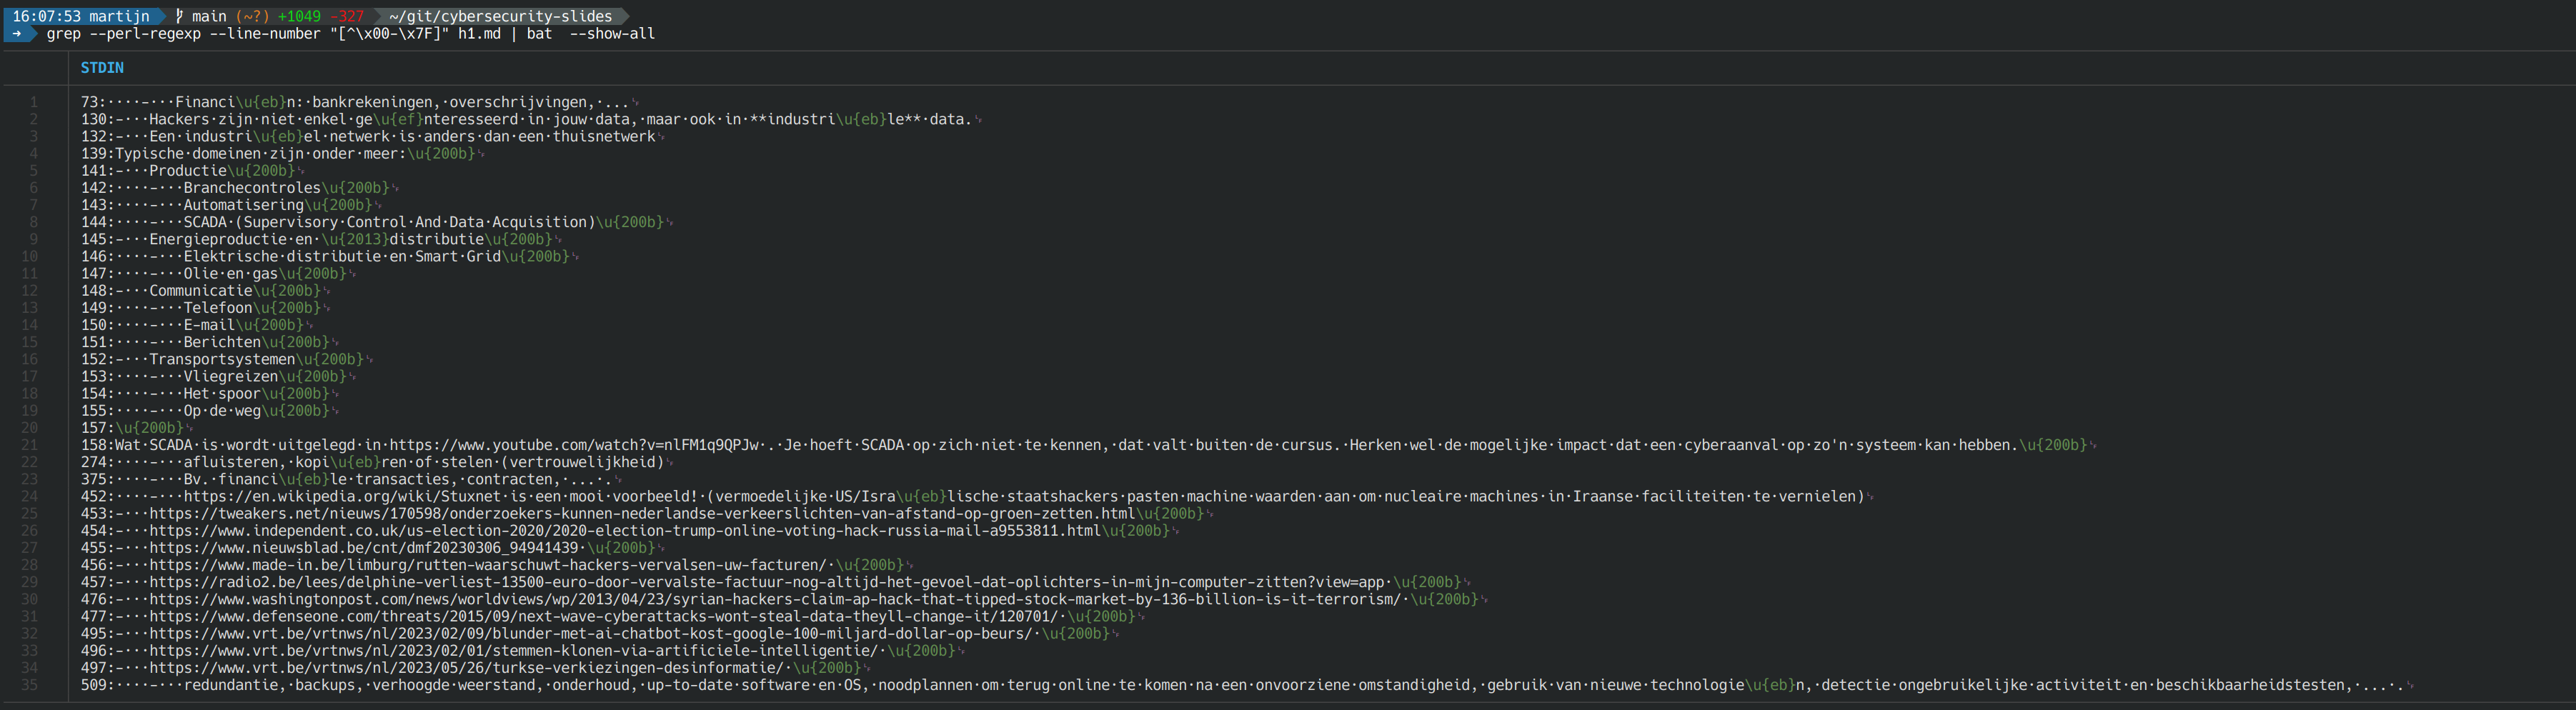 16:07:53 martijn main (~?) +1049 -327 ~/git/cybersecurity-slides
→ grep --perl-regexp --line-number "[^\x00-\x7F]" h1.md | bat  --show-all
STDIN
1 73:····-···Financi\u{eb}n:·bankrekeningen,·overschrijvingen,·...␊
2 130:-···Hackers·zijn·niet·enkel·ge\u{ef}nteresseerd·in·jouw·data,·maar·ook·in·**industri\u{eb}le**·data.␊
3 132:-···Een·industri\u{eb}el·netwerk·is·anders·dan·een·thuisnetwerk␊
4 139:Typische·domeinen·zijn·onder·meer:\u{200b}␊
5 141:-···Productie\u{200b}␊
6 142:····-···Branchecontroles\u{200b}␊
7 143:····-···Automatisering\u{200b}␊
8 144:····-···SCADA·(Supervisory·Control·And·Data·Acquisition)\u{200b}␊
9 145:-···Energieproductie·en·\u{2013}distributie\u{200b}␊
10 146:····-···Elektrische·distributie·en·Smart·Grid\u{200b}␊
11 147:····-···Olie·en·gas\u{200b}␊
12 148:-···Communicatie\u{200b}␊
13 149:····-···Telefoon\u{200b}␊
14 150:····-···E-mail\u{200b}␊
15 151:····-···Berichten\u{200b}␊
16 152:-···Transportsystemen\u{200b}␊
17 153:····-···Vliegreizen\u{200b}␊
18 154:····-···Het·spoor\u{200b}␊
19 155:····-···Op·de·weg\u{200b}␊
20 157:\u{200b}␊
21 158:Wat·SCADA·is·wordt·uitgelegd·in·https://www.youtube.com/watch?v=nlFM1q9QPJw·.·Je·hoeft·SCADA·op·zich·niet·te·kennen,·dat·valt·buiten·de·cursus.·Herken·wel·de·mogelijke·impact·dat·een·cyberaanval·op·zo'n·systeem·kan·hebben.\u{200b}␊
22 274:····-···afluisteren,·kopi\u{eb}ren·of·stelen·(vertrouwelijkheid)␊
23 375:····-···Bv.·financi\u{eb}le·transacties,·contracten,·...·.␊
24 452:····-···https://en.wikipedia.org/wiki/Stuxnet·is·een·mooi·voorbeeld!·(vermoedelijke·US/Isra\u{eb}lische·staatshackers·pasten·machine·waarden·aan·om·nucleaire·machines·in·Iraanse·faciliteiten·te·vernielen)␊
25 453:-···https://tweakers.net/nieuws/170598/onderzoekers-kunnen-nederlandse-verkeerslichten-van-afstand-op-groen-zetten.html\u{200b}␊
26 454:-···https://www.independent.co.uk/us-election-2020/2020-election-trump-online-voting-hack-russia-mail-a9553811.html\u{200b}␊
27 455:-···https://www.nieuwsblad.be/cnt/dmf20230306_94941439·\u{200b}␊
28 456:-···https://www.made-in.be/limburg/rutten-waarschuwt-hackers-vervalsen-uw-facturen/·\u{200b}␊
29 457:-···https://radio2.be/lees/delphine-verliest-13500-euro-door-vervalste-factuur-nog-altijd-het-gevoel-dat-oplichters-in-mijn-computer-zitten?view=app·\u{200b}␊
30 476:-···https://www.washingtonpost.com/news/worldviews/wp/2013/04/23/syrian-hackers-claim-ap-hack-that-tipped-stock-market-by-136-billion-is-it-terrorism/·\u{200b}␊
31 477:-···https://www.defenseone.com/threats/2015/09/next-wave-cyberattacks-wont-steal-data-theyll-change-it/120701/·\u{200b}␊
32 495:-···https://www.vrt.be/vrtnws/nl/2023/02/09/blunder-met-ai-chatbot-kost-google-100-miljard-dollar-op-beurs/·\u{200b}␊
33 496:-···https://www.vrt.be/vrtnws/nl/2023/02/01/stemmen-klonen-via-artificiele-intelligentie/·\u{200b}␊
34 497:-···https://www.vrt.be/vrtnws/nl/2023/05/26/turkse-verkiezingen-desinformatie/·\u{200b}␊
35 509:····-···redundantie,·backups,·verhoogde·weerstand,·onderhoud,·up-to-date·software·en·OS,·noodplannen·om·terug·online·te·komen·na·een·onvoorziene·omstandigheid,·gebruik·van·nieuwe·technologie\u{eb}n,·detectie·ongebruikelijke·activiteit·en·beschikbaarheidstesten,·...·.␊